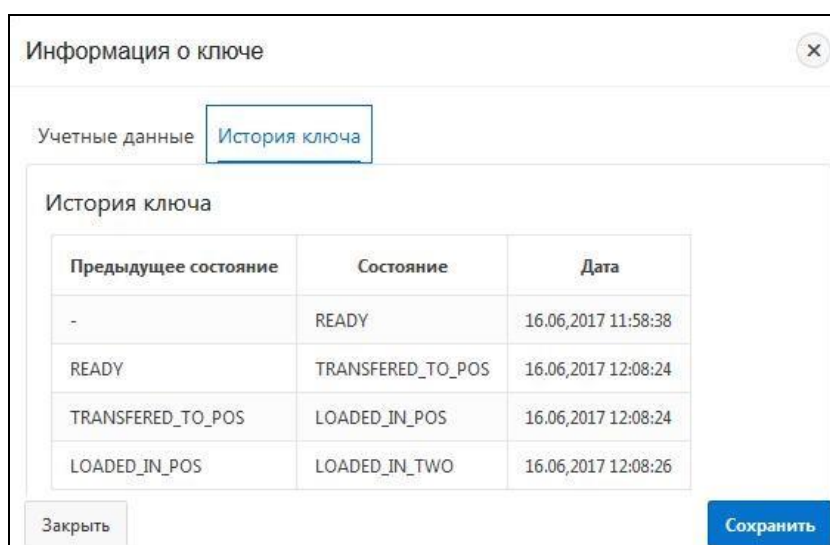 Информация о ключе
Учетные данные История ключа
История ключа
Предыдущее состояние Состояние Дата
- READY 16.06,2017 11:58:38
READY TRANSFERED_TO_POS 16.06,2017 12:08:24
TRANSFERED_TO_POS LOADED_IN_POS 16.06,2017 12:08:24
LOADED_IN_POS LOADED_IN_TWO 16.06,2017 12:08:26
Закрыть Сохранить